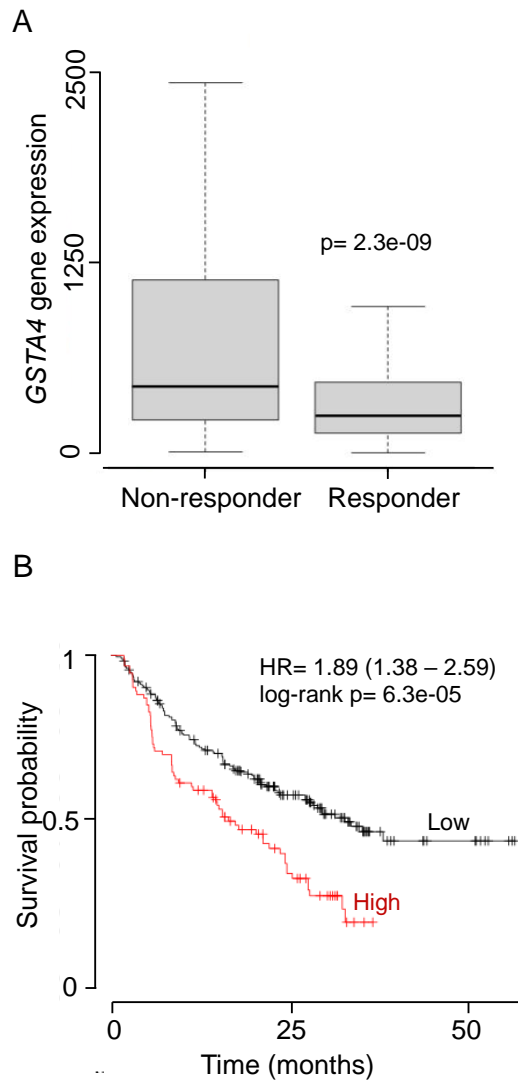 A
2500
1250
0
GSTA4 gene expression
p= 2.3e-09
Non-responder
Responder
B
1
0.5
0
Survival probability
HR= 1.89 (1.38 – 2.59)
log-rank p= 6.3e-05
Low
High
0
25
50
Time (months)